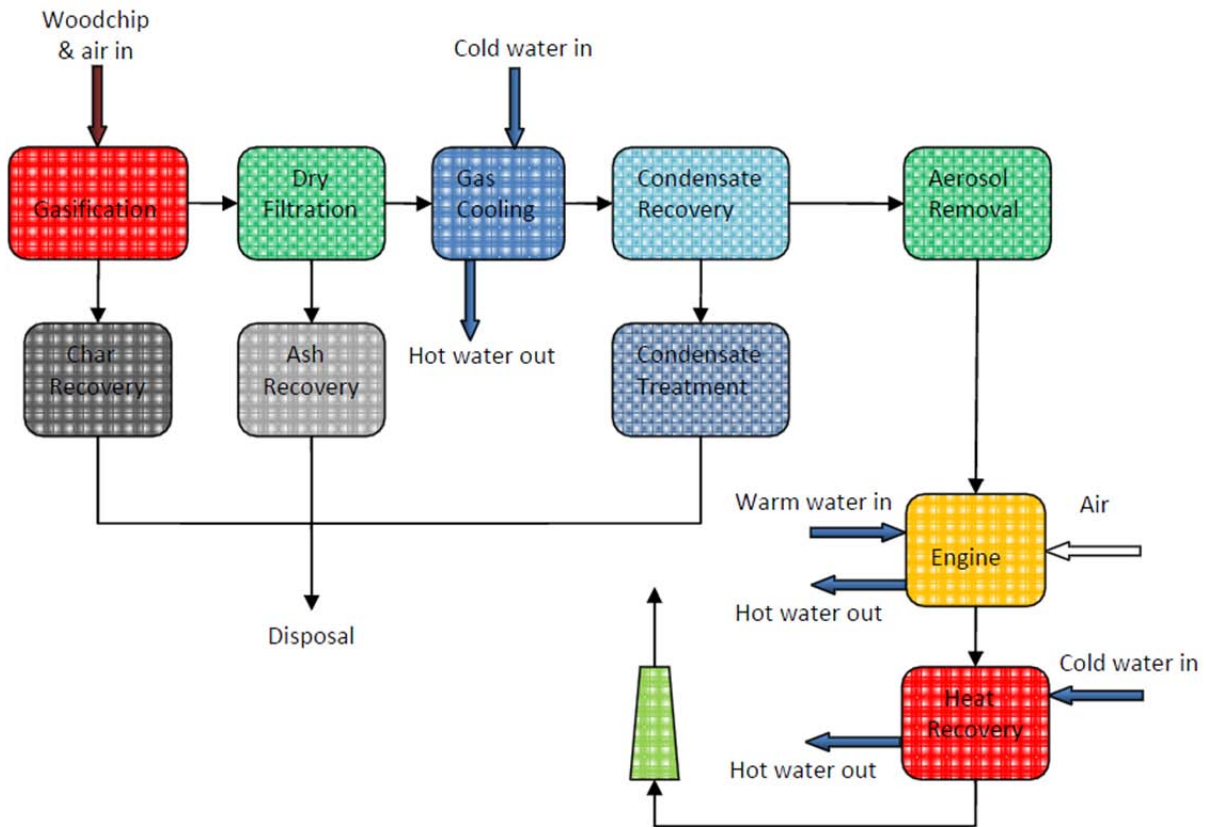 Woodchip
& air in
Cold water in
Gasification
Dry
Filtration
Gas
Cooling
Condensate
Recovery
Aerosol
Removal
Char
Recovery
Ash
Recovery
Hot water out
Condensate
Treatment
Warm water in
Air
Engine
Hot water out
Disposal
Cold water in
Heat
Recovery
Hot water out